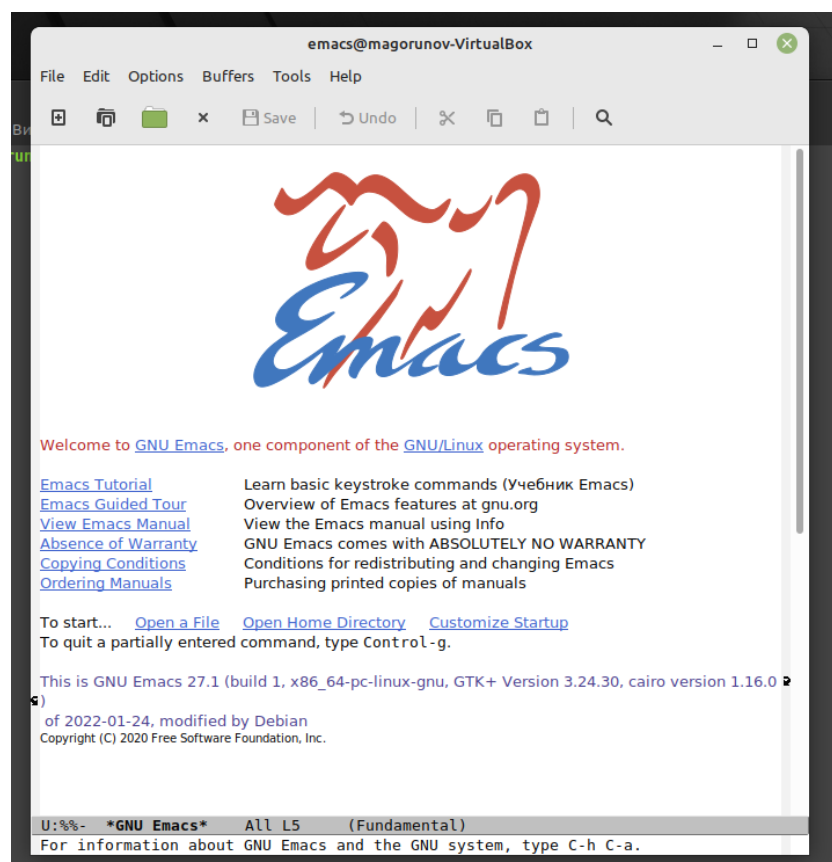 emacs@magorunov-VirtualBox
File Edit Options Buffers Tools Help
Save Undo
Ви
run
Emacs
Welcome to GNU Emacs, one component of the GNU/Linux operating system.
Emacs Tutorial Learn basic keystroke commands (Учебник Emacs)
Emacs Guided Tour Overview of Emacs features at gnu.org
View Emacs Manual View the Emacs manual using Info
Absence of Warranty GNU Emacs comes with ABSOLUTELY NO WARRANTY
Copying Conditions Conditions for redistributing and changing Emacs
Ordering Manuals Purchasing printed copies of manuals
To start... Open a File Open Home Directory Customize Startup
To quit a partially entered command, type Control-g.
This is GNU Emacs 27.1 (build 1, x86_64-pc-linux-gnu, GTK+ Version 3.24.30, cairo version 1.16.0
)
of 2022-01-24, modified by Debian
Copyright (C) 2020 Free Software Foundation, Inc.
U:%%- *GNU Emacs* All L5 (Fundamental)
For information about GNU Emacs and the GNU system, type C-h C-a.